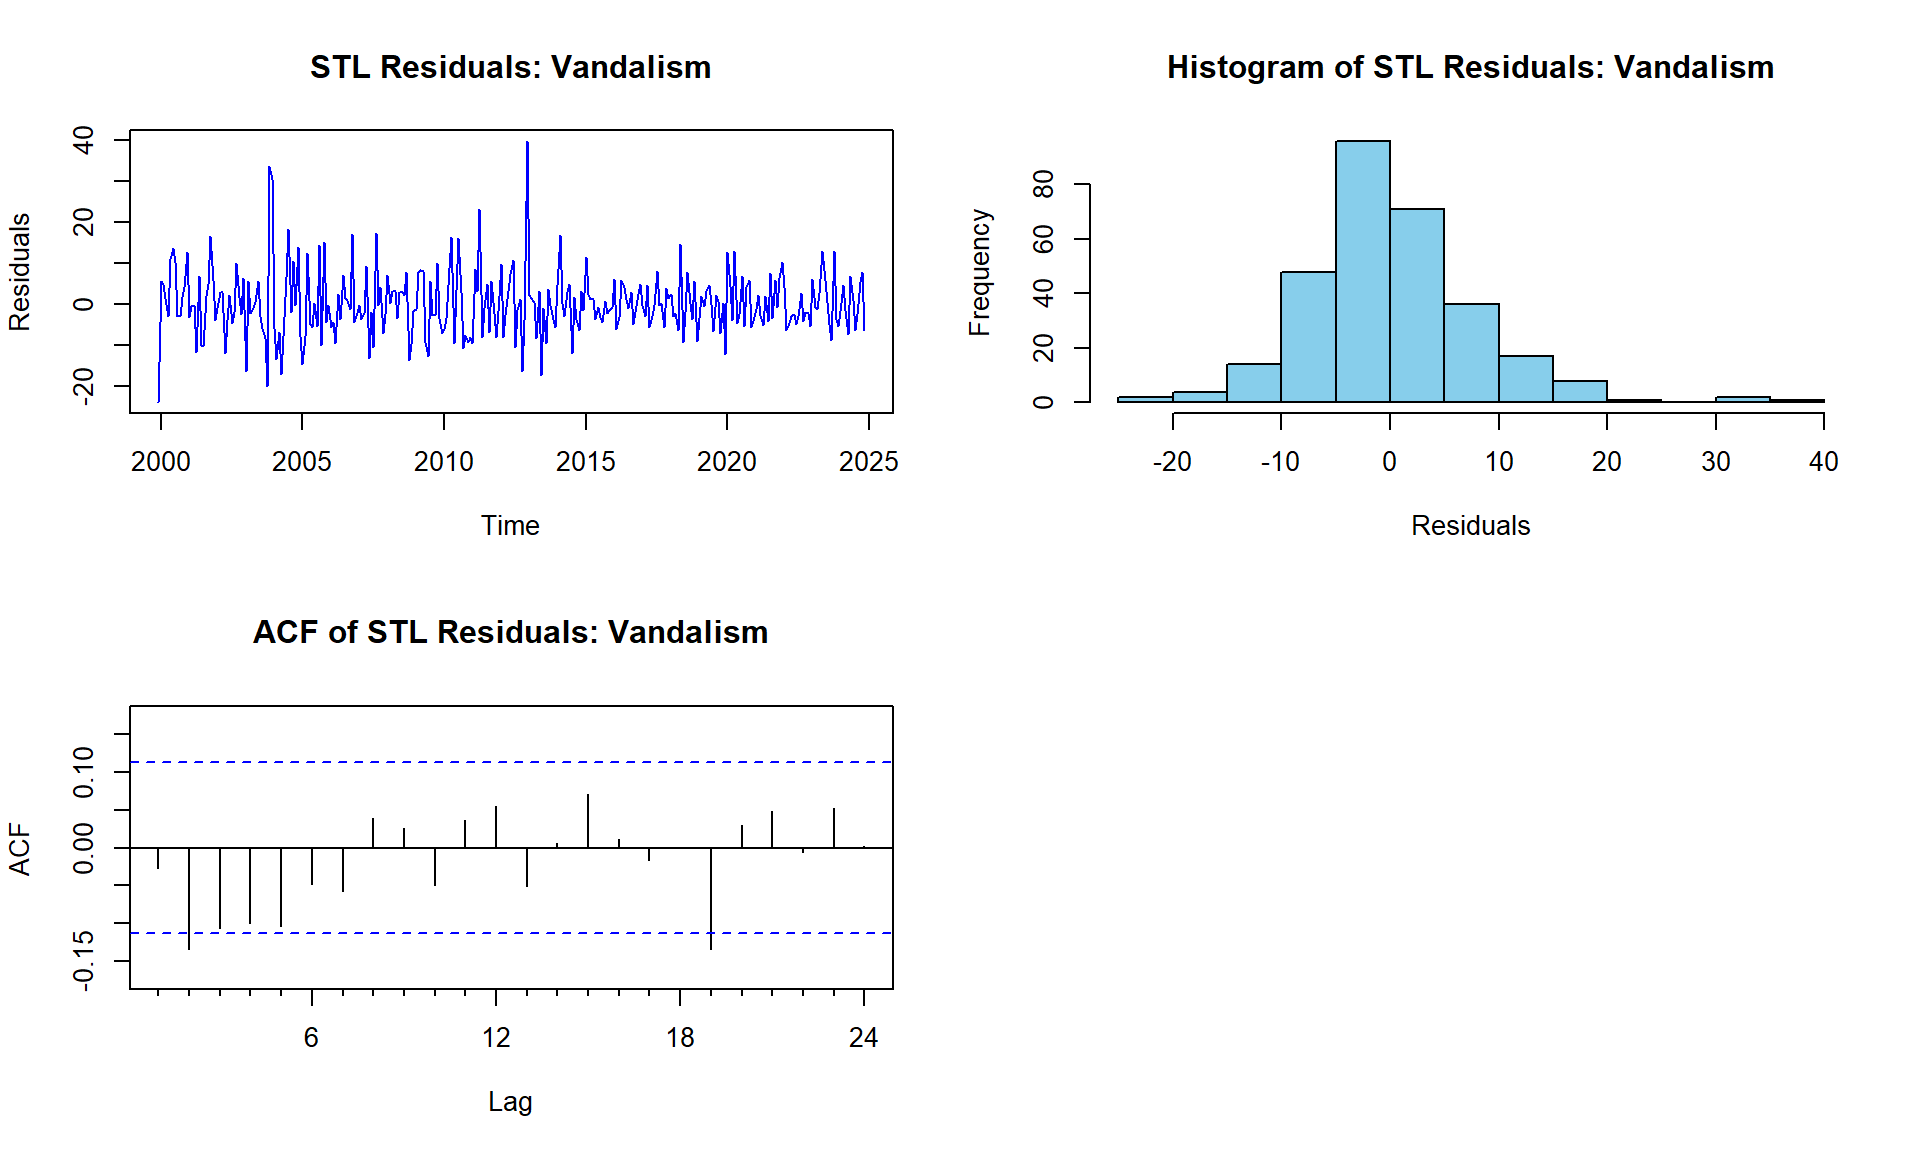 STL Residuals: Vandalism
Residuals
-20 0 20 40
2000 2005 2010 2015 2020 2025
Time
Histogram of STL Residuals: Vandalism
Frequency
0 20 40 60 80
-20 -10 0 10 20 30 40
Residuals
ACF of STL Residuals: Vandalism
ACF
-0.15 0.00 0.10
6 12 18 24
Lag